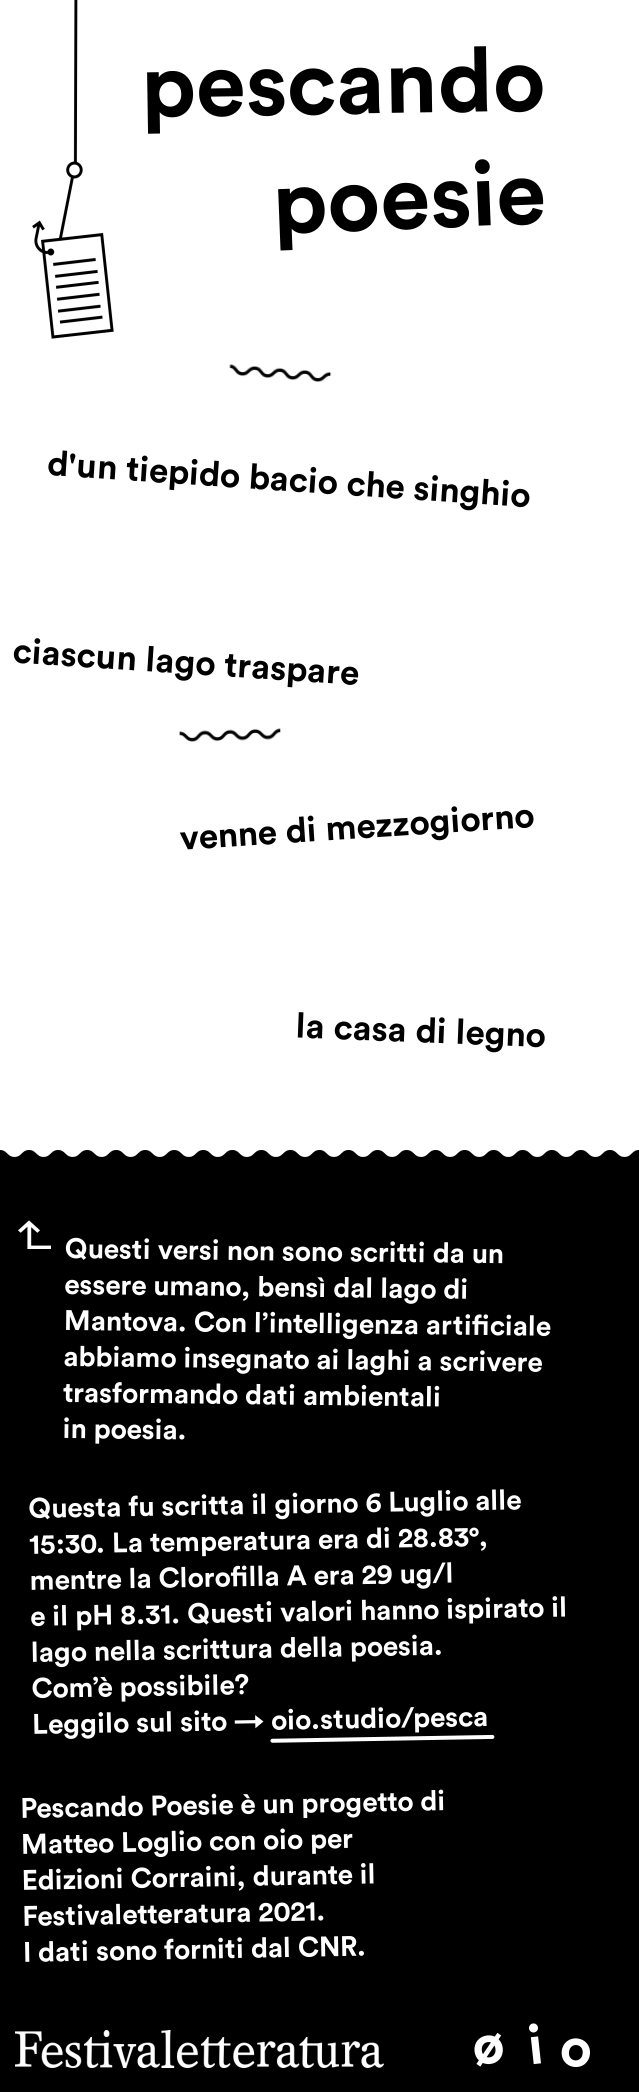 pescando
poesie
d'un tiepido bacio che singhio
ciascun lago traspare
venne di mezzogiorno
la casa di legno
Questi versi non sono scritti da un
essere umano, bensì dal lago di
Mantova. Con l’intelligenza artificiale
abbiamo insegnato ai laghi a scrivere
trasformando dati ambientali
in poesia.
Questa fu scritta il giorno 6 Luglio alle
15:30. La temperatura era di 28.83°,
mentre la Clorofilla A era 29 ug/l
e il pH 8.31. Questi valori hanno ispirato il
lago nella scrittura della poesia.
Com’è possibile?
Leggilo sul sito → oio.studio/pesca
Pescando Poesie è un progetto di
Matteo Loglio con oio per
Edizioni Corraini, durante il
Festivaletteratura 2021.
I dati sono forniti dal CNR.
Festivaletteratura øio